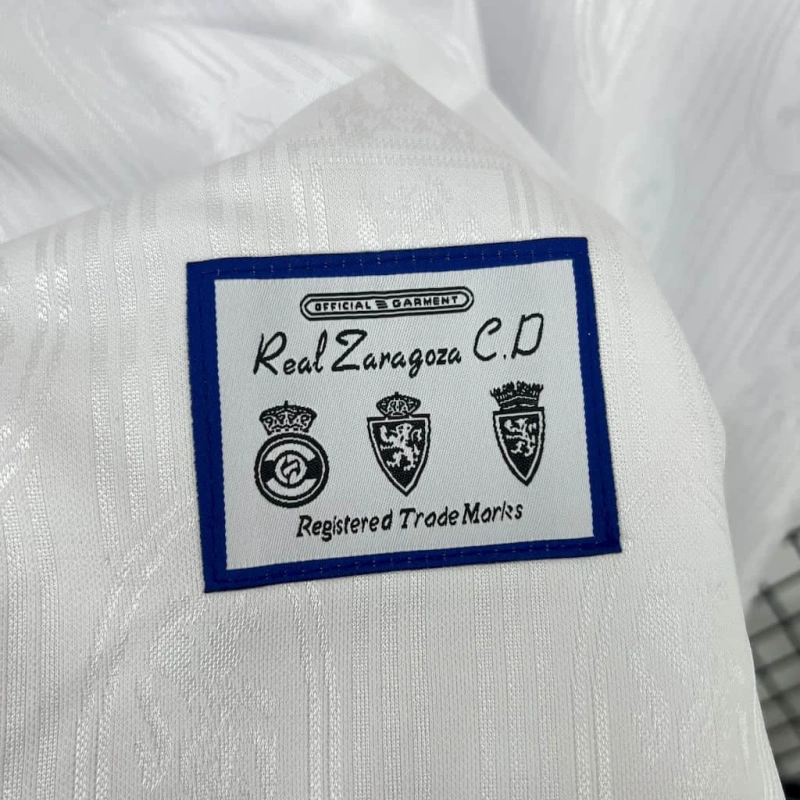 OFFICIAL GARMENT
Real Zaragoza C.D
Registered Trade Marks